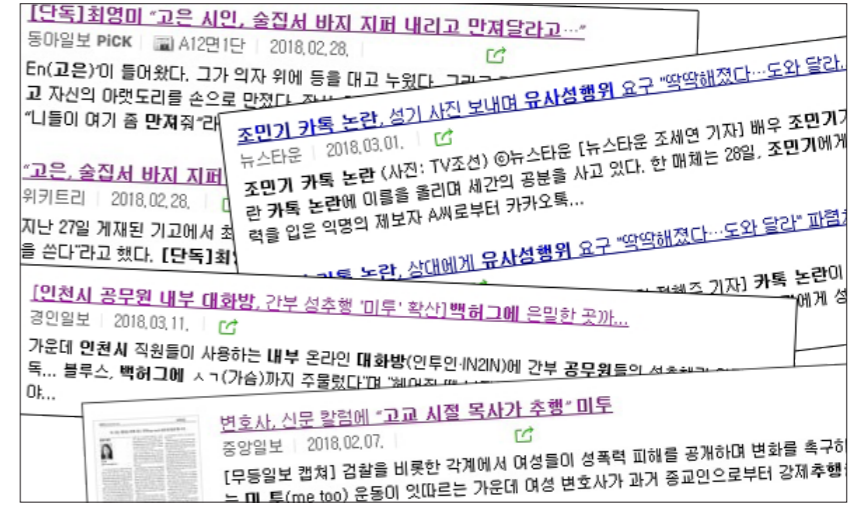 [단독]최영미 “고은 시인, 술집서 바지 지퍼 내리고 만져달라고…”
동아일보 PiCK A12면1단 2018.02.28.
En(고은)’이 들어왔다. 그가 의자 위에 등을 대고 누웠다.
고 자신의 아랫도리를 손으로 만졌다.
“니들이 여기 좀 만져줘”라
“고은, 술집서 바지 지퍼
위키트리 2018.02.28.
지난 27일 게재된 기고에서
을 쓴다”라고 했다. [단독]최
조민기 카톡 논란, 성기 사진 보내며 유사성행위 요구 "딱딱해졌다…도와 달라.
뉴스타운 2018.03.01.
조민기 카톡 논란 (사진: TV조선) ⓒ뉴스타운 [뉴스타운 조세연 기자] 배우 조민기
란 카톡 논란에 이름을 올리며 세간의 공분을 사고 있다. 한 매체는 28일, 조민기에게
력을 입은 익명의 제보자 A씨로부터 카카오톡...
논란, 상대에게 유사성행위 요구 "딱딱해졌다…도와 달라" 파렴
기자] 카톡 논란이
에게 성
[인천시 공무원 내부 대화방, 간부 성추행 '미투' 확산]백허그에 은밀한 곳까...
경인일보 2018.03.11.
가운데 인천시 직원들이 사용하는 내부 온라인 대화방(인투인·IN2IN)에 간부 공무원들의
독... 블루스, 백허그에 ㅅㄱ(가슴)까지 주물렀다"며
야...
변호사, 신문 칼럼에 “고교 시절 목사가 추행” 미투
중앙일보 2018.02.07.
[무등일보 캡쳐] 검찰을 비롯한 각계에서 여성들이 성폭력 피해를 공개하며 변화를 촉구하
는 미 투(me too) 운동이 잇따르는 가운데 여성 변호사가 과거 종교인으로부터 강제추행